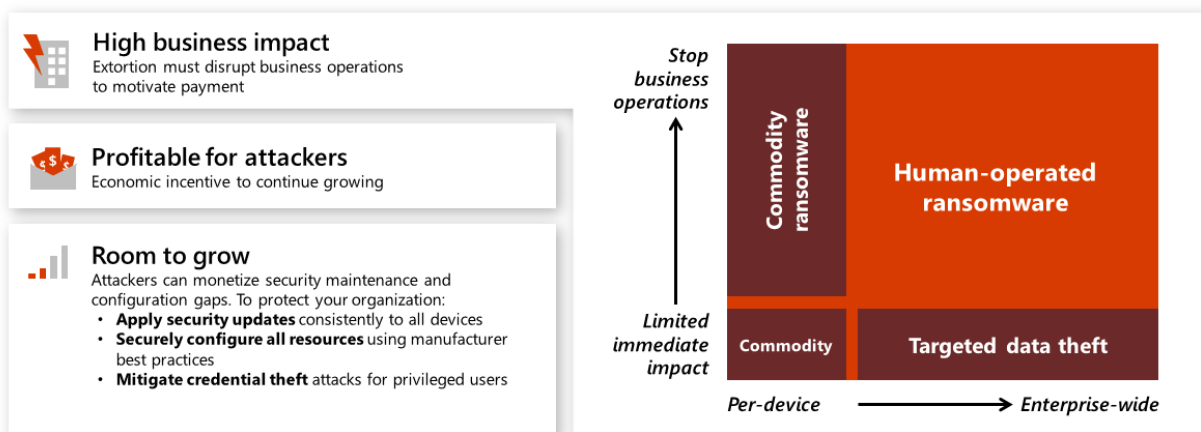 High business impact
Extortion must disrupt business operations
to motivate payment
Profitable for attackers
Economic incentive to continue growing
Room to grow
Attackers can monetize security maintenance and
configuration gaps. To protect your organization:
• Apply security updates consistently to all devices
• Securely configure all resources using manufacturer
best practices
• Mitigate credential theft attacks for privileged users
Stop
business
operations
Limited
immediate
impact
Commodity
ransomware
Human-operated
ransomware
Commodity
Targeted data theft
Per-device
Enterprise-wide